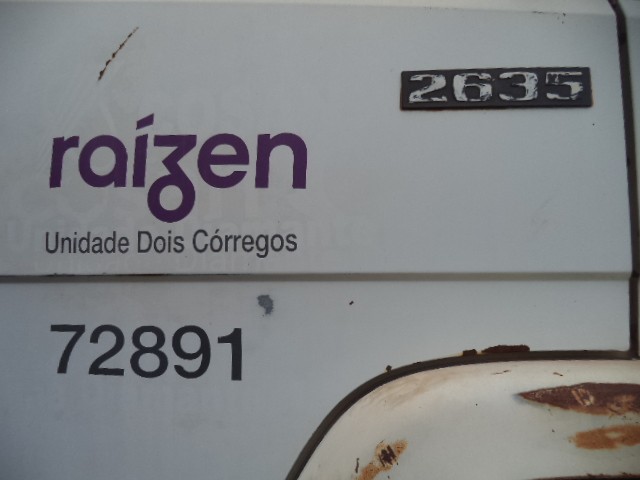 2635
raízen
Unidade Dois Córregos
72891